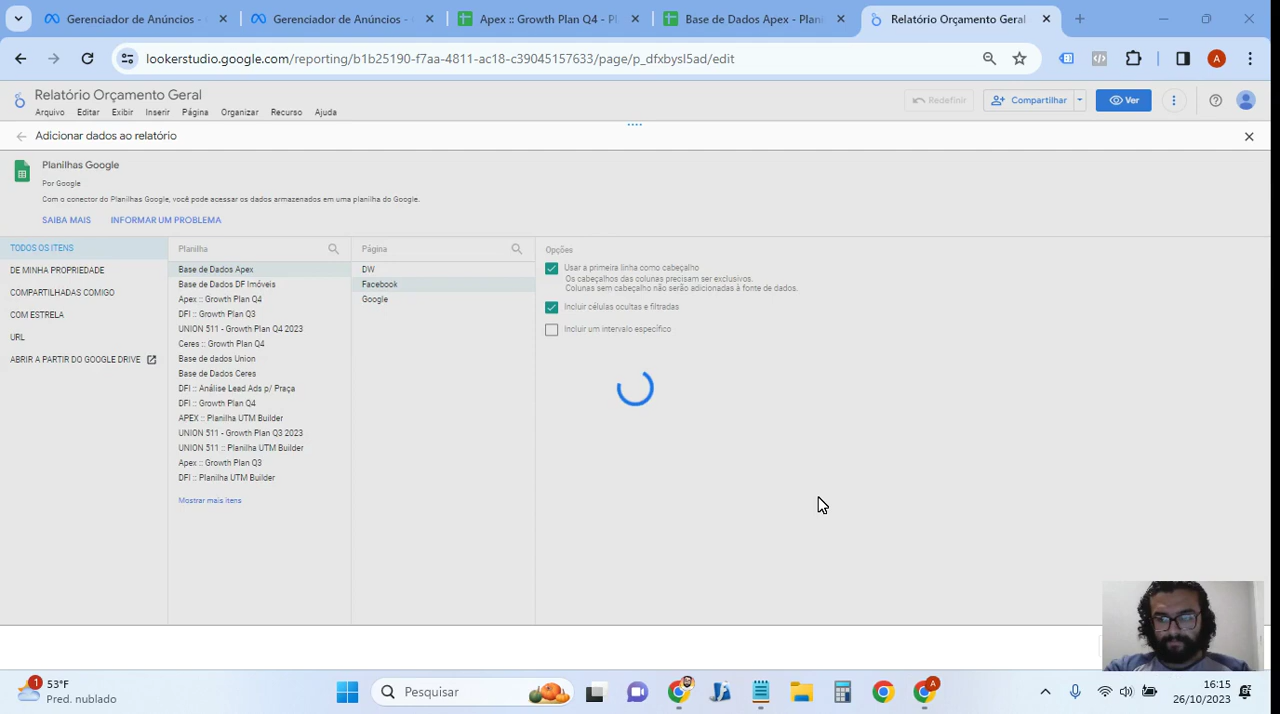 Gerenciador de Anúncios -
Gerenciador de Anúncios -
Apex :: Growth Plan Q4 - Pl
Base de Dados Apex - Plani
Relatório Orçamento Geral
lookerstudio.google.com/reporting/b1b25190-f7aa-4811-ac18-c39045157633/page/p_dfxbysl5ad/edit
A
Relatório Orçamento Geral
Arquivo Editar Exibir Inserir Página Organizar Recurso Ajuda
Redefinir
Compartilhar
Ver
Adicionar dados ao relatório
Planilhas Google
Por Google
Com o conector do Planilhas Google, você pode acessar os dados armazenados em uma planilha do Google.
SAIBA MAIS INFORMAR UM PROBLEMA
TODOS OS ITENS
DE MINHA PROPRIEDADE
COMPARTILHADAS COMIGO
COM ESTRELA
URL
ABRIR A PARTIR DO GOOGLE DRIVE
Planilha
Base de Dados Apex
Base de Dados DF Imóveis
Apex :: Growth Plan Q4
DFI :: Growth Plan Q3
UNION 511 - Growth Plan Q4 2023
Ceres :: Growth Plan Q4
Base de dados Union
Base de Dados Ceres
DFI :: Análise Lead Ads p/ Praça
DFI :: Growth Plan Q4
APEX :: Planilha UTM Builder
UNION 511 - Growth Plan Q3 2023
UNION 511 :: Planilha UTM Builder
Apex :: Growth Plan Q3
DFI :: Planilha UTM Builder
Mostrar mais itens
Página
DW
Facebook
Google
Opções
Usar a primeira linha como cabeçalho
Os cabeçalhos das colunas precisam ser exclusivos.
Colunas sem cabeçalho não serão adicionadas à fonte de dados.
Incluir células ocultas e filtradas
Incluir um intervalo específico
1
53°F
Pred. nublado
Pesquisar
A
16:15
26/10/2023